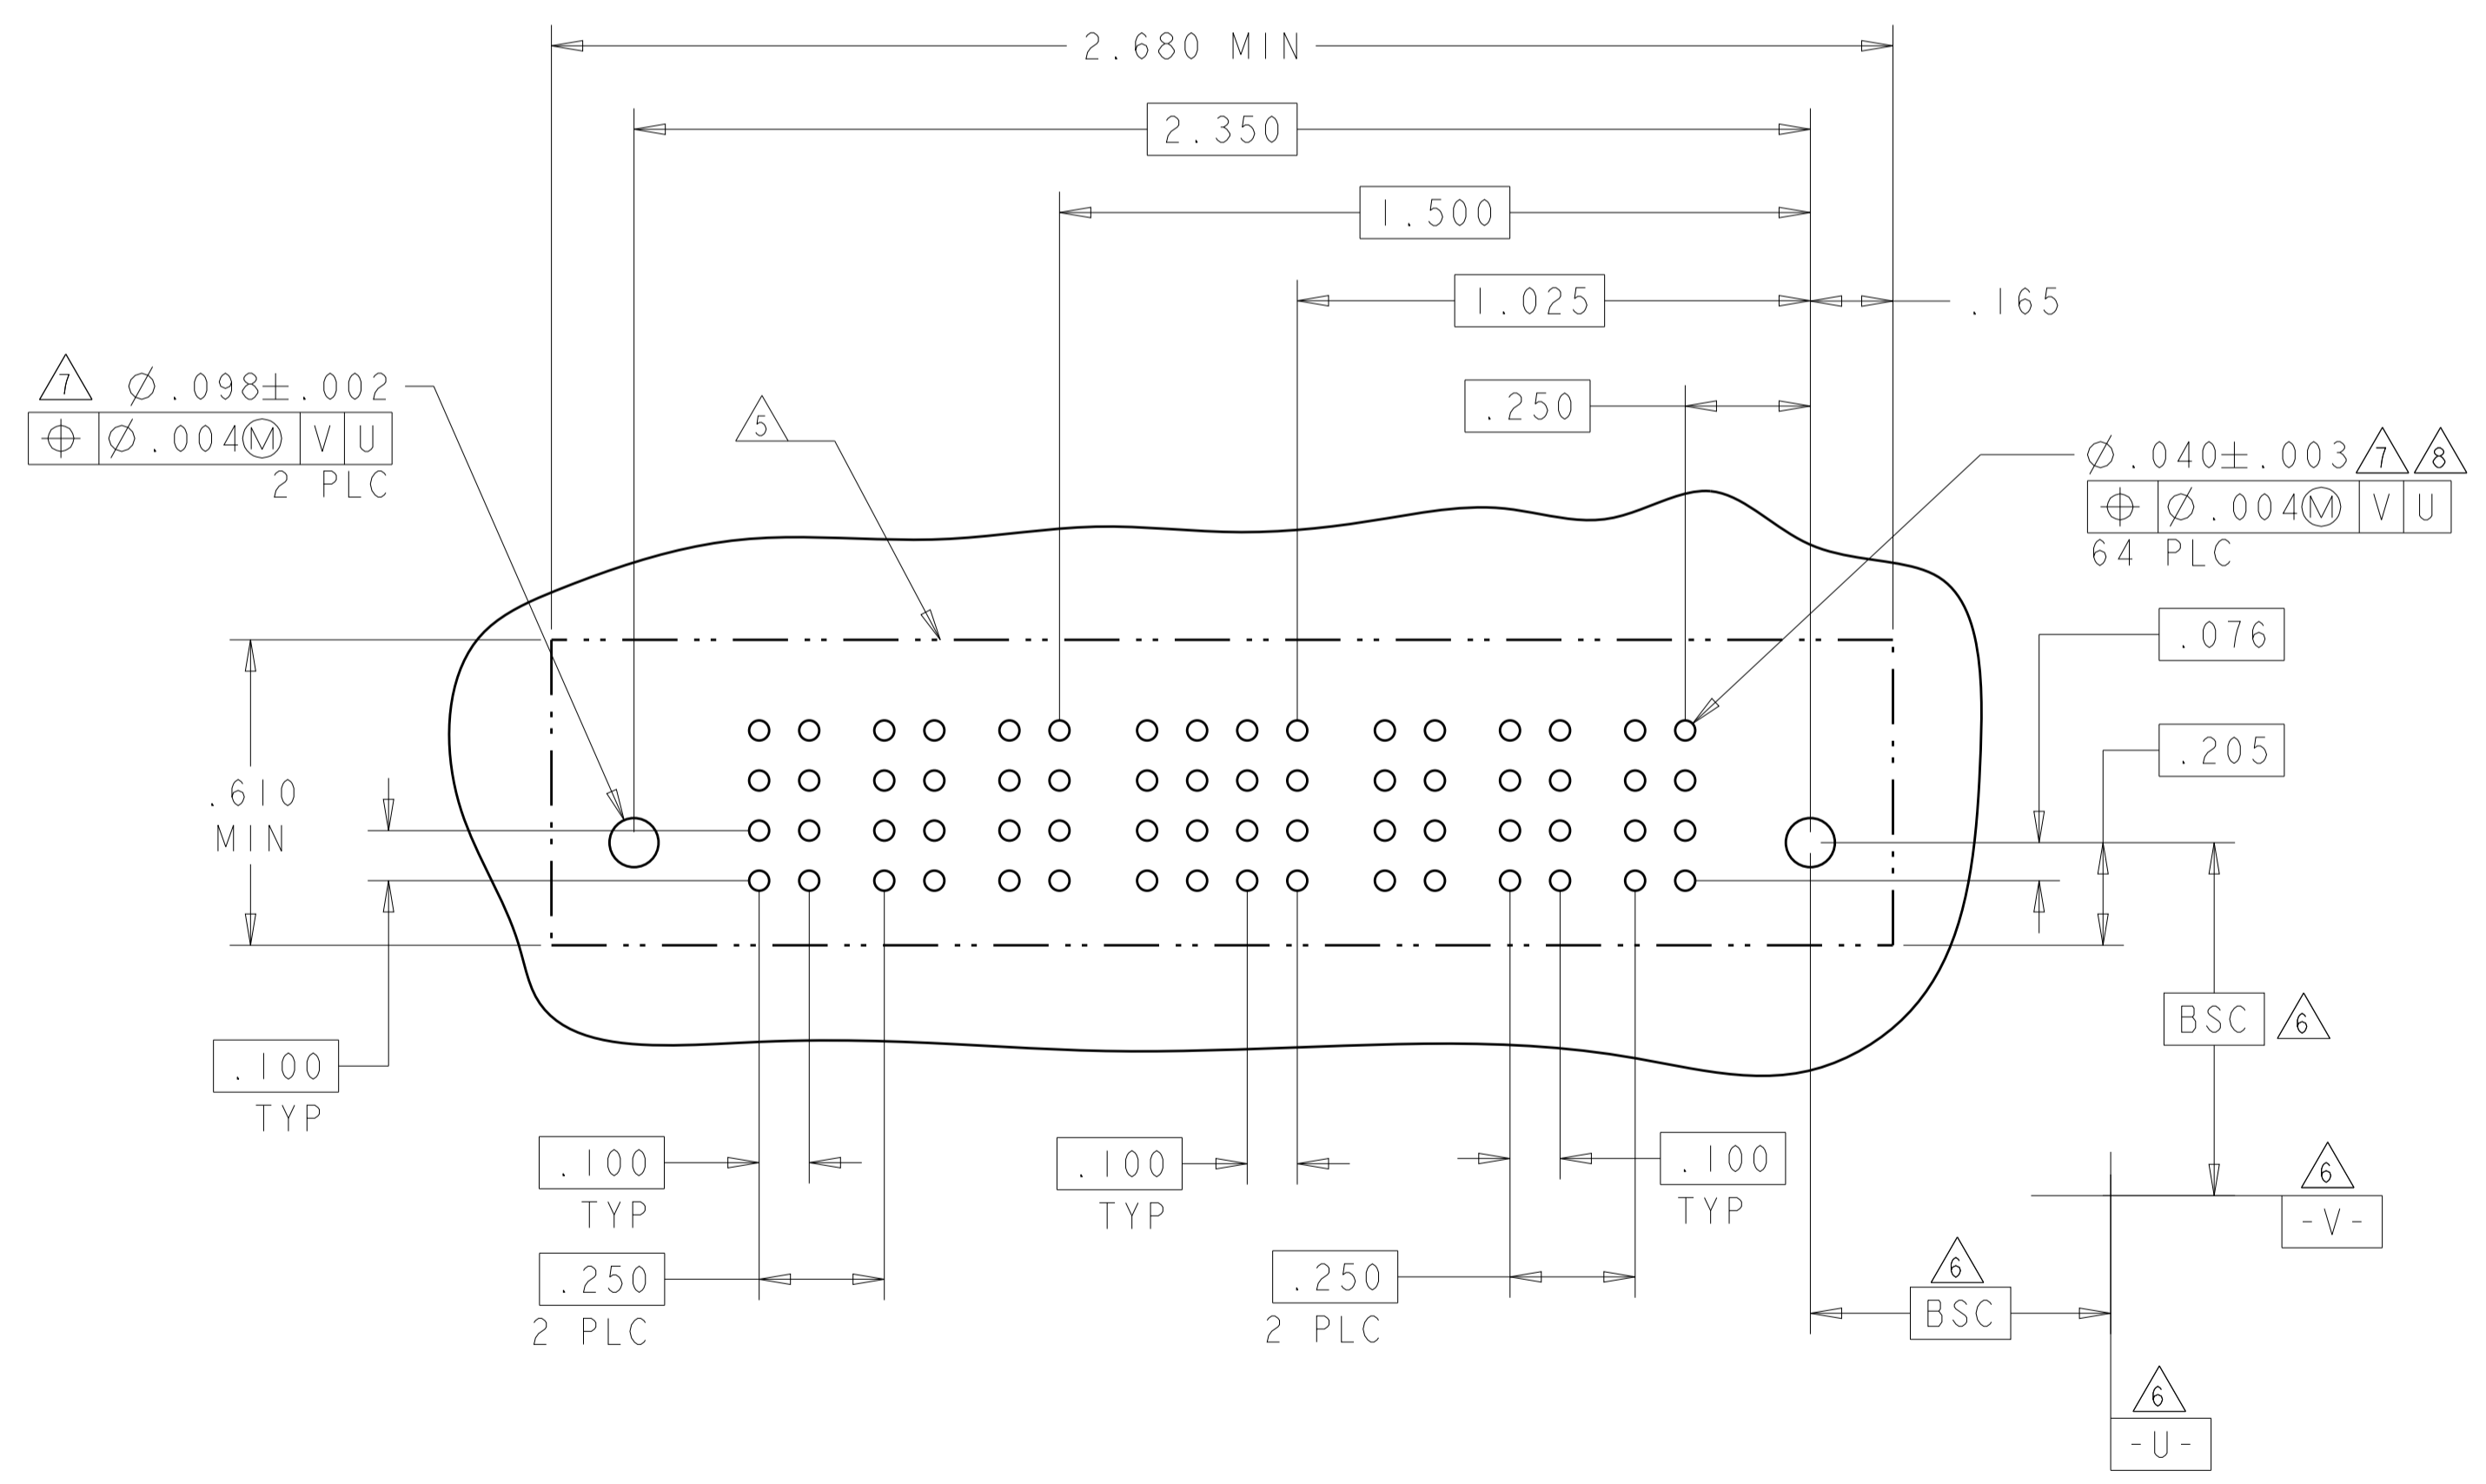 2.680 MIN
2.350
1.500
1.025
.165
.250
7 ⌀.098±.002
⌖ ⌀.004Ⓜ V U
2 PLC
5
⌀.040±.003 7 8
⌖ ⌀.004Ⓜ V U
64 PLC
.076
.205
.610
MIN
BSC 6
.100
TYP
.100
TYP
.100
TYP
.100
TYP
6
-V-
.250
2 PLC
.250
2 PLC
6
BSC
6
-U-